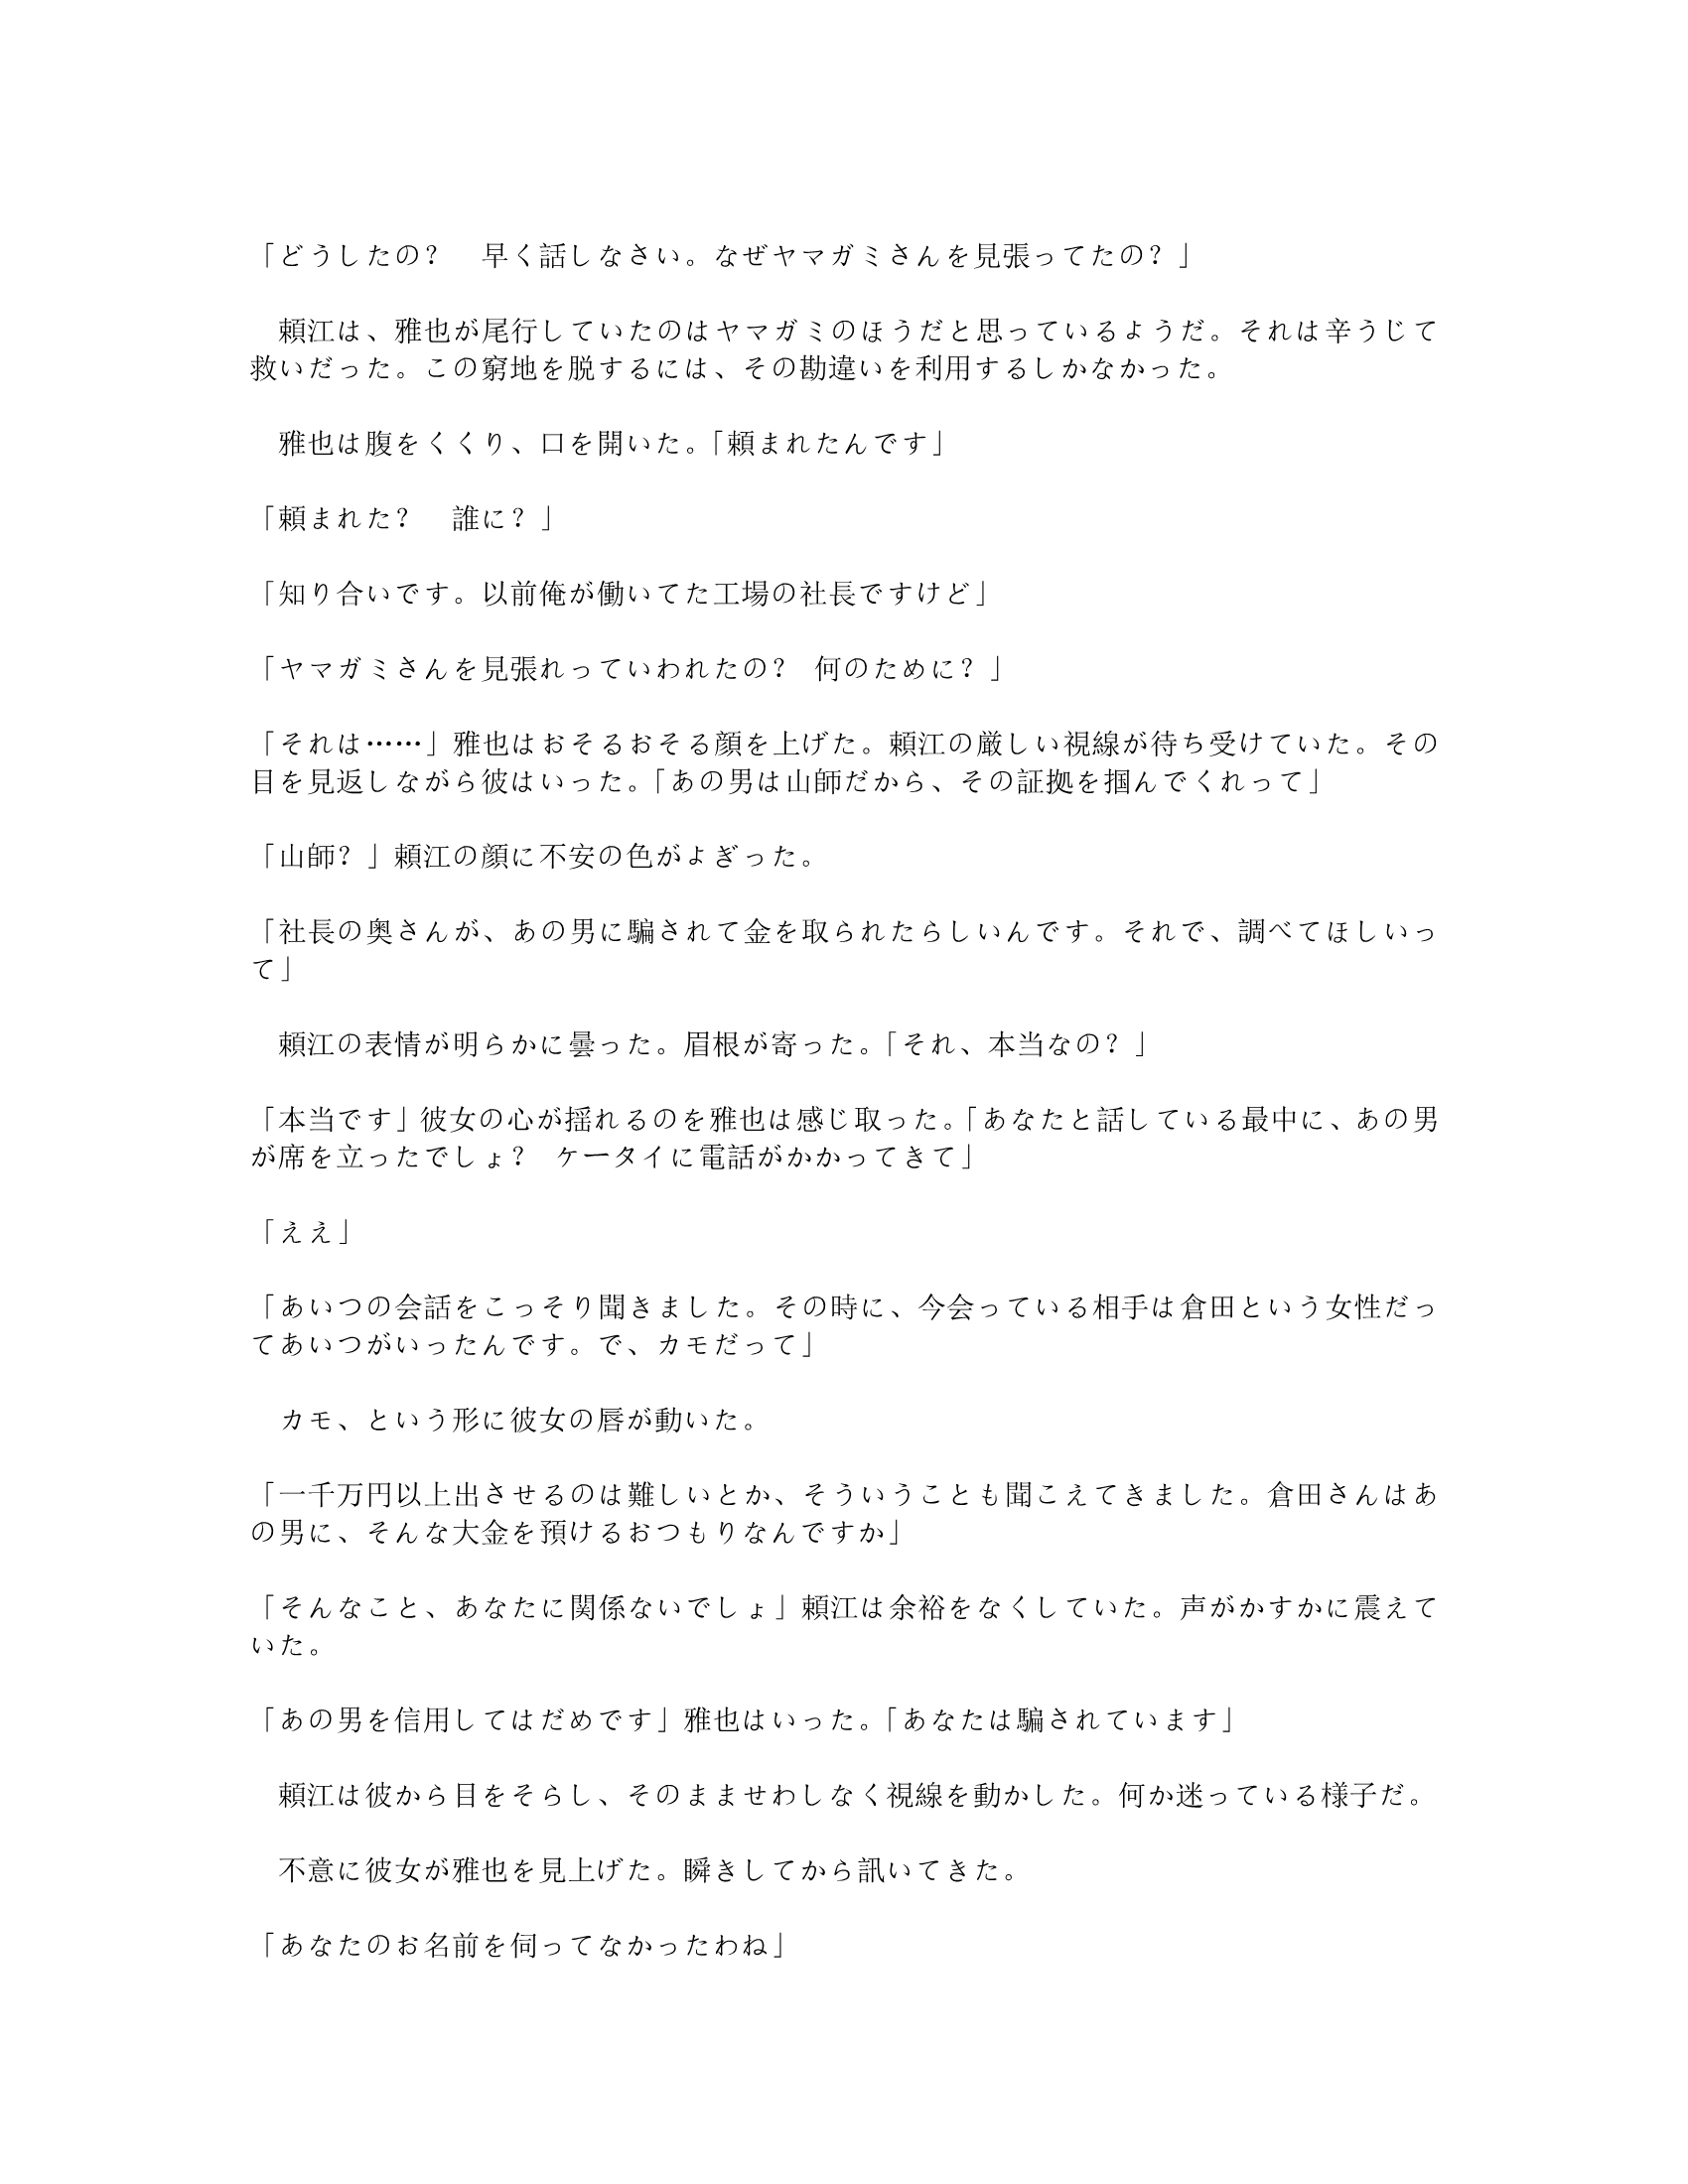 「どうしたの？　早く話しなさい。なぜヤマガミさんを見張ってたの？」
　頼江は、雅也が尾行していたのはヤマガミのほうだと思っているようだ。それは辛うじて
救いだった。この窮地を脱するには、その勘違いを利用するしかなかった。
　雅也は腹をくくり、口を開いた。「頼まれたんです」
「頼まれた？　誰に？」
「知り合いです。以前俺が働いてた工場の社長ですけど」
「ヤマガミさんを見張れっていわれたの？　何のために？」
「それは……」雅也はおそるおそる顔を上げた。頼江の厳しい視線が待ち受けていた。その
目を見返しながら彼はいった。「あの男は山師だから、その証拠を掴んでくれって」
「山師？」頼江の顔に不安の色がよぎった。
「社長の奥さんが、あの男に騙されて金を取られたらしいんです。それで、調べてほしいっ
て」
　頼江の表情が明らかに曇った。眉根が寄った。「それ、本当なの？」
「本当です」彼女の心が揺れるのを雅也は感じ取った。「あなたと話している最中に、あの男
が席を立ったでしょ？　ケータイに電話がかかってきて」
「ええ」
「あいつの会話をこっそり聞きました。その時に、今会っている相手は倉田という女性だっ
てあいつがいったんです。で、カモだって」
　カモ、という形に彼女の唇が動いた。
「一千万円以上出させるのは難しいとか、そういうことも聞こえてきました。倉田さんはあ
の男に、そんな大金を預けるおつもりなんですか」
「そんなこと、あなたに関係ないでしょ」頼江は余裕をなくしていた。声がかすかに震えて
いた。
「あの男を信用してはだめです」雅也はいった。「あなたは騙されています」
　頼江は彼から目をそらし、そのまませわしなく視線を動かした。何か迷っている様子だ。
　不意に彼女が雅也を見上げた。瞬きしてから訊いてきた。
「あなたのお名前を伺ってなかったわね」